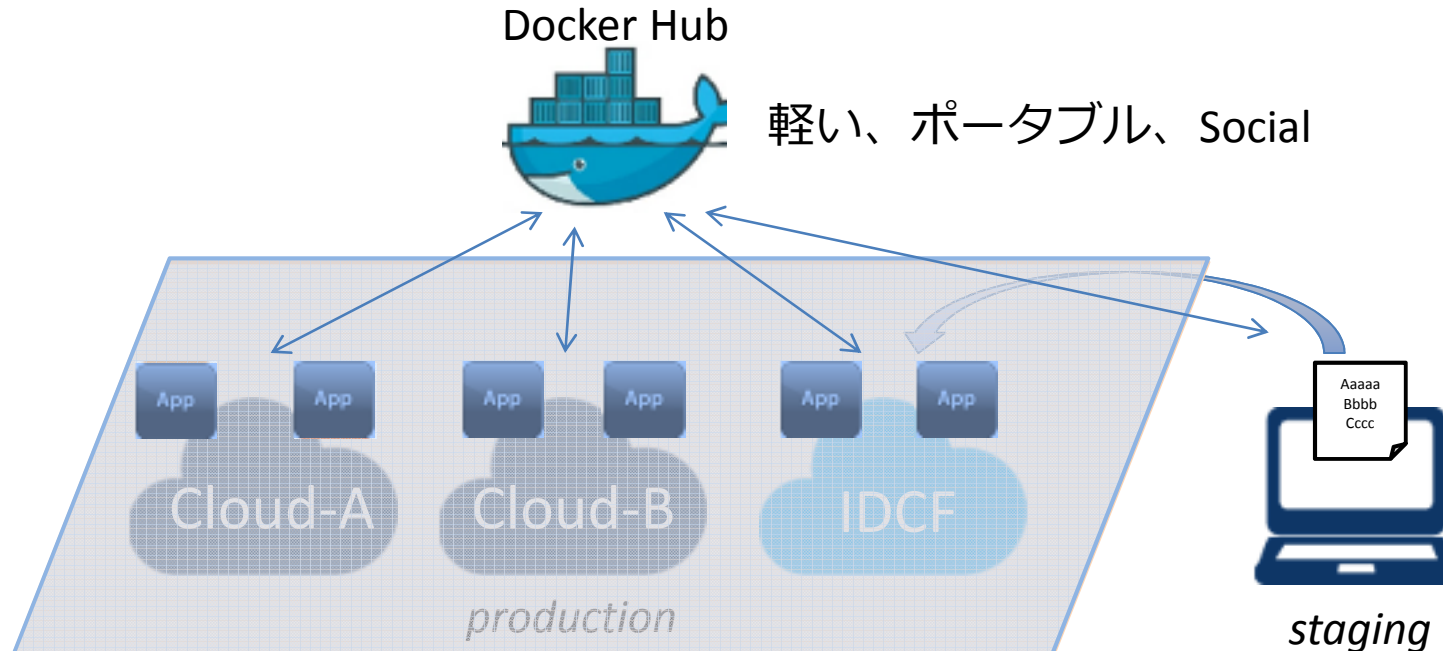 Docker Hub
軽い、ポータブル、Social
App
App
App
App
App
App
Aaaaa
Bbbb
Cccc
Cloud-A
Cloud-B
IDCF
production
staging